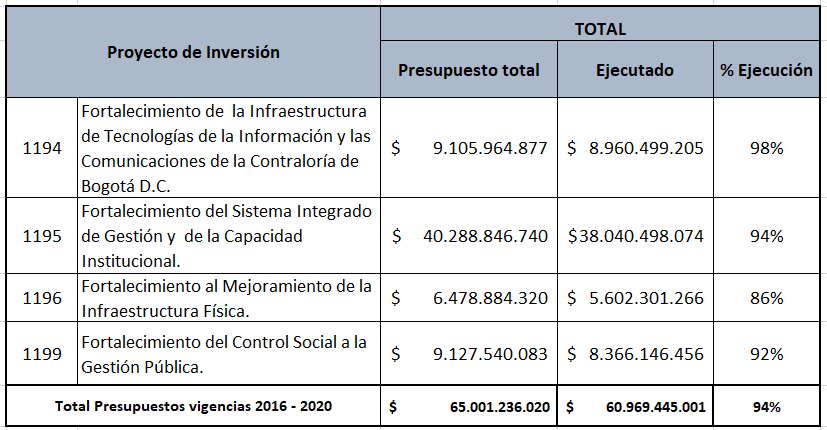 Proyecto de Inversión
TOTAL
Presupuesto total
Ejecutado
% Ejecución
1194
Fortalecimiento de la Infraestructura
de Tecnologías de la Información y las
Comunicaciones de la Contraloría de
Bogotá D.C.
$ 9.105.964.877
$ 8.960.499.205
98%
1195
Fortalecimiento del Sistema Integrado
de Gestión y de la Capacidad
Institucional.
$ 40.288.846.740
$38.040.498.074
94%
1196
Fortalecimiento al Mejoramiento de la
Infraestructura Física.
$ 6.478.884.320
$ 5.602.301.266
86%
1199
Fortalecimiento del Control Social a la
Gestión Pública.
$ 9.127.540.083
$ 8.366.146.456
92%
Total Presupuestos vigencias 2016 - 2020
$ 65.001.236.020
$ 60.969.445.001
94%